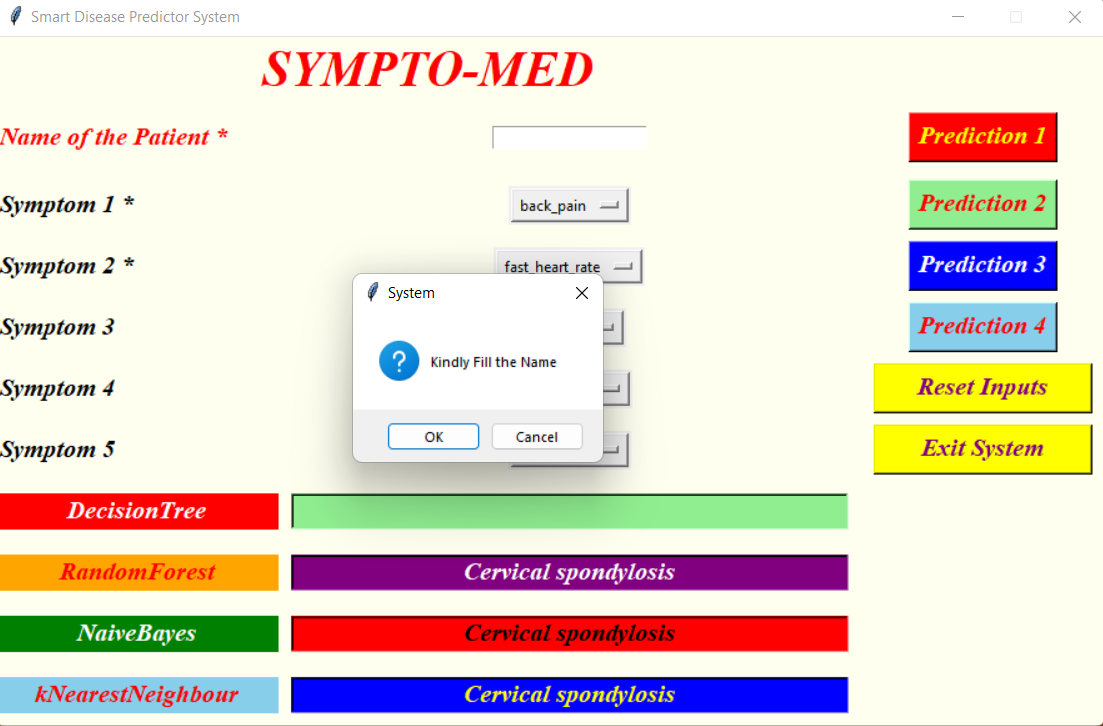 Smart Disease Predictor System
SYMPTO-MED
Name of the Patient *
Prediction 1
Symptom 1 *
back_pain
Prediction 2
Symptom 2 *
fast_heart_rate
Prediction 3
System
Symptom 3
Prediction 4
Kindly Fill the Name
Symptom 4
Reset Inputs
OK
Cancel
Symptom 5
Exit System
DecisionTree
RandomForest
Cervical spondylosis
NaiveBayes
Cervical spondylosis
kNearestNeighbour
Cervical spondylosis